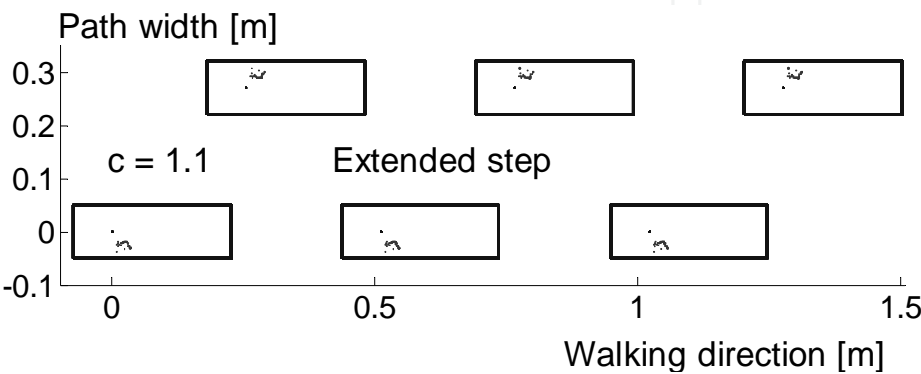 Path width [m]
0.3
0.2
c = 1.1 Extended step
0.1
0
-0.1
0 0.5 1 1.5
Walking direction [m]